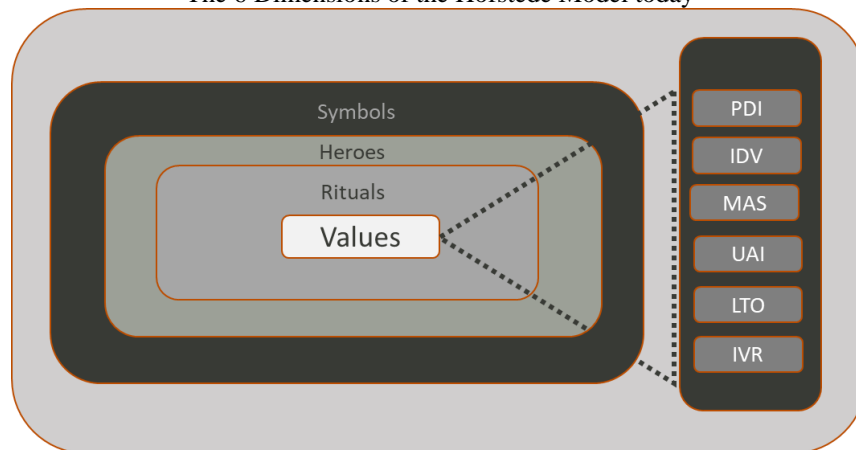 The 6 Dimensions of the Hofstede Model today
Symbols
Heroes
Rituals
Values
PDI
IDV
MAS
UAI
LTO
IVR